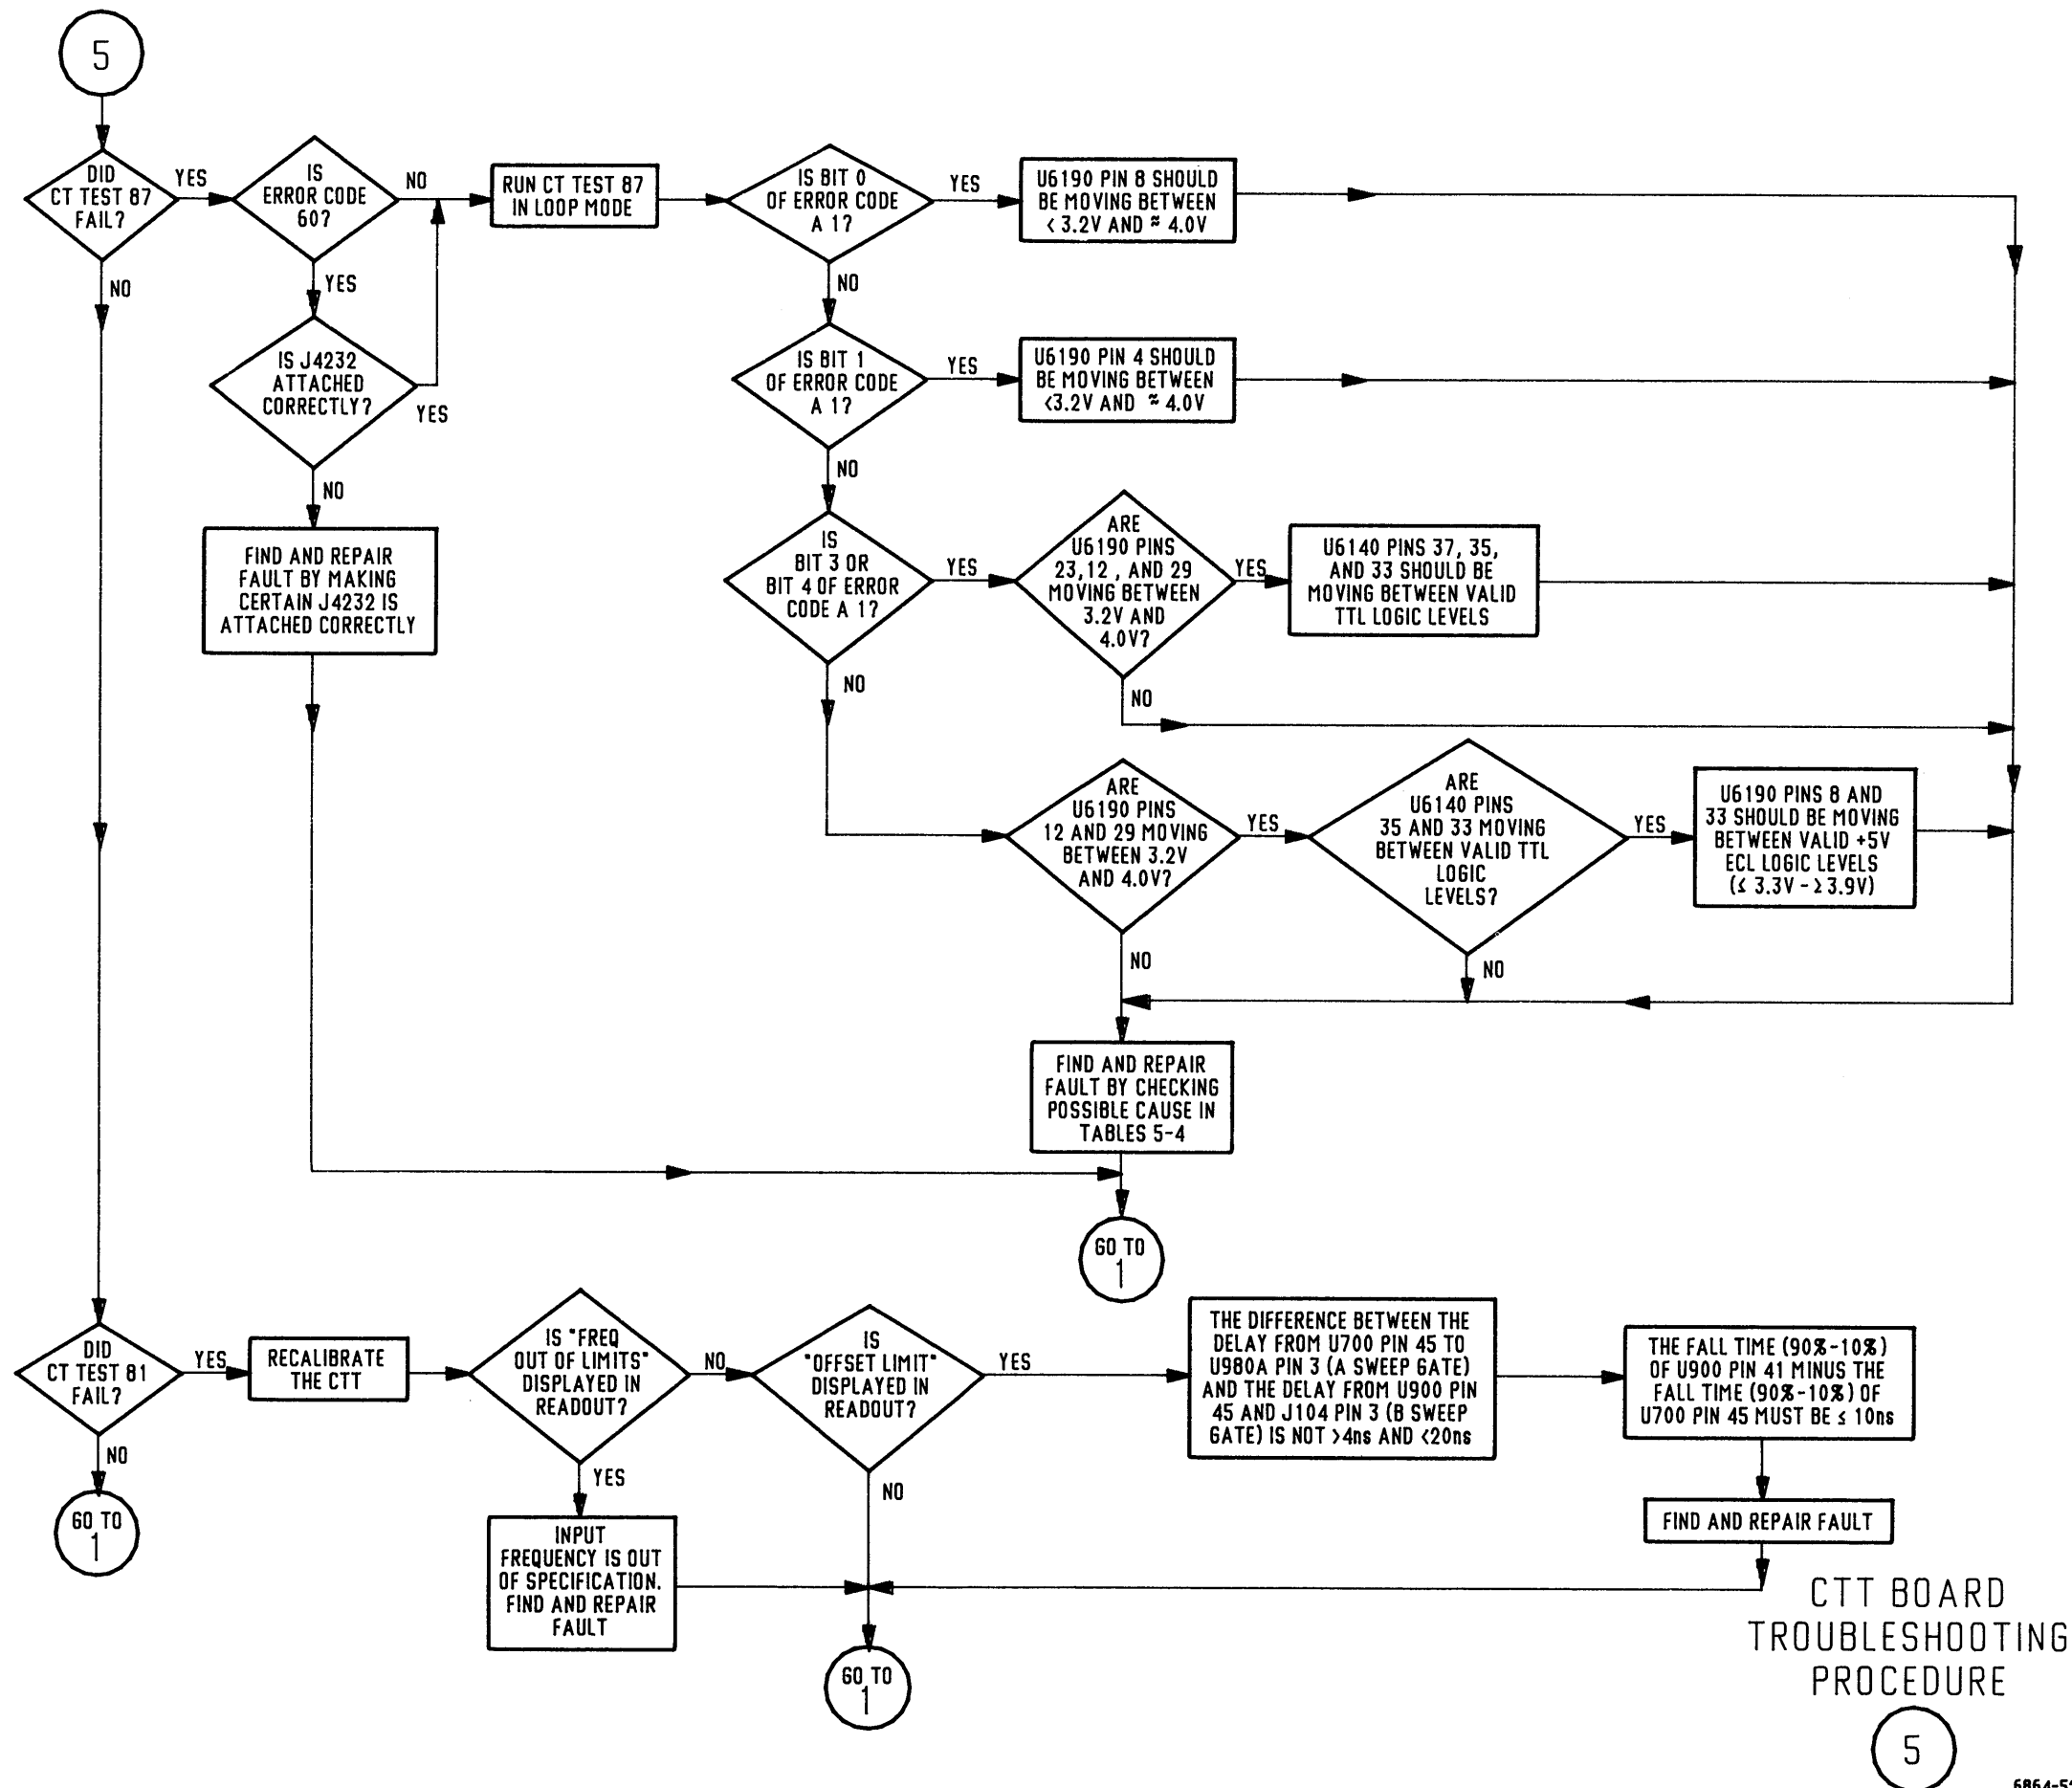 5
DID
CT TEST 87
FAIL?
YES
NO
IS
ERROR CODE
60?
NO
YES
IS J4232
ATTACHED
CORRECTLY?
YES
NO
FIND AND REPAIR
FAULT BY MAKING
CERTAIN J4232 IS
ATTACHED CORRECTLY
RUN CT TEST 87
IN LOOP MODE
IS BIT 0
OF ERROR CODE
A 1?
YES
NO
U6190 PIN 8 SHOULD
BE MOVING BETWEEN
< 3.2V AND ≈ 4.0V
IS BIT 1
OF ERROR CODE
A 1?
YES
NO
U6190 PIN 4 SHOULD
BE MOVING BETWEEN
<3.2V AND ≈ 4.0V
IS
BIT 3 OR
BIT 4 OF ERROR
CODE A 1?
YES
NO
ARE
U6190 PINS
23,12 , AND 29
MOVING BETWEEN
3.2V AND
4.0V?
YES
NO
U6140 PINS 37, 35,
AND 33 SHOULD BE
MOVING BETWEEN VALID
TTL LOGIC LEVELS
ARE
U6190 PINS
12 AND 29 MOVING
BETWEEN 3.2V
AND 4.0V?
YES
NO
ARE
U6140 PINS
35 AND 33 MOVING
BETWEEN VALID TTL
LOGIC
LEVELS?
YES
NO
U6190 PINS 8 AND
33 SHOULD BE MOVING
BETWEEN VALID +5V
ECL LOGIC LEVELS
(≤ 3.3V - ≥ 3.9V)
FIND AND REPAIR
FAULT BY CHECKING
POSSIBLE CAUSE IN
TABLES 5-4
GO TO
1
DID
CT TEST 81
FAIL?
YES
NO
GO TO
1
RECALIBRATE
THE CTT
IS "FREQ
OUT OF LIMITS"
DISPLAYED IN
READOUT?
NO
YES
INPUT
FREQUENCY IS OUT
OF SPECIFICATION.
FIND AND REPAIR
FAULT
IS
"OFFSET LIMIT"
DISPLAYED IN
READOUT?
YES
NO
GO TO
1
THE DIFFERENCE BETWEEN THE
DELAY FROM U700 PIN 45 TO
U980A PIN 3 (A SWEEP GATE)
AND THE DELAY FROM U900 PIN
45 AND J104 PIN 3 (B SWEEP
GATE) IS NOT >4ns AND <20ns
THE FALL TIME (90%-10%)
OF U900 PIN 41 MINUS THE
FALL TIME (90%-10%) OF
U700 PIN 45 MUST BE ≤ 10ns
FIND AND REPAIR FAULT
CTT BOARD
TROUBLESHOOTING
PROCEDURE
5